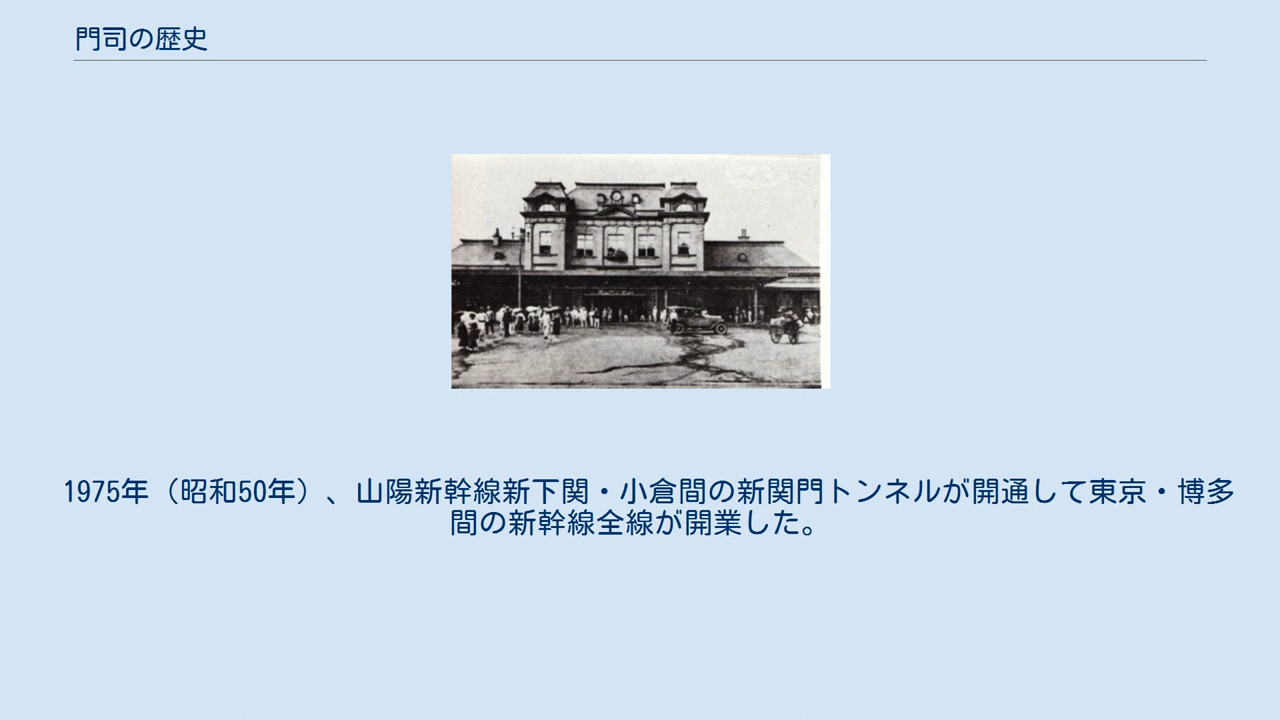 門司の歴史
1975年（昭和50年）、山陽新幹線新下関・小倉間の新関門トンネルが開通して東京・博多
間の新幹線全線が開業した。